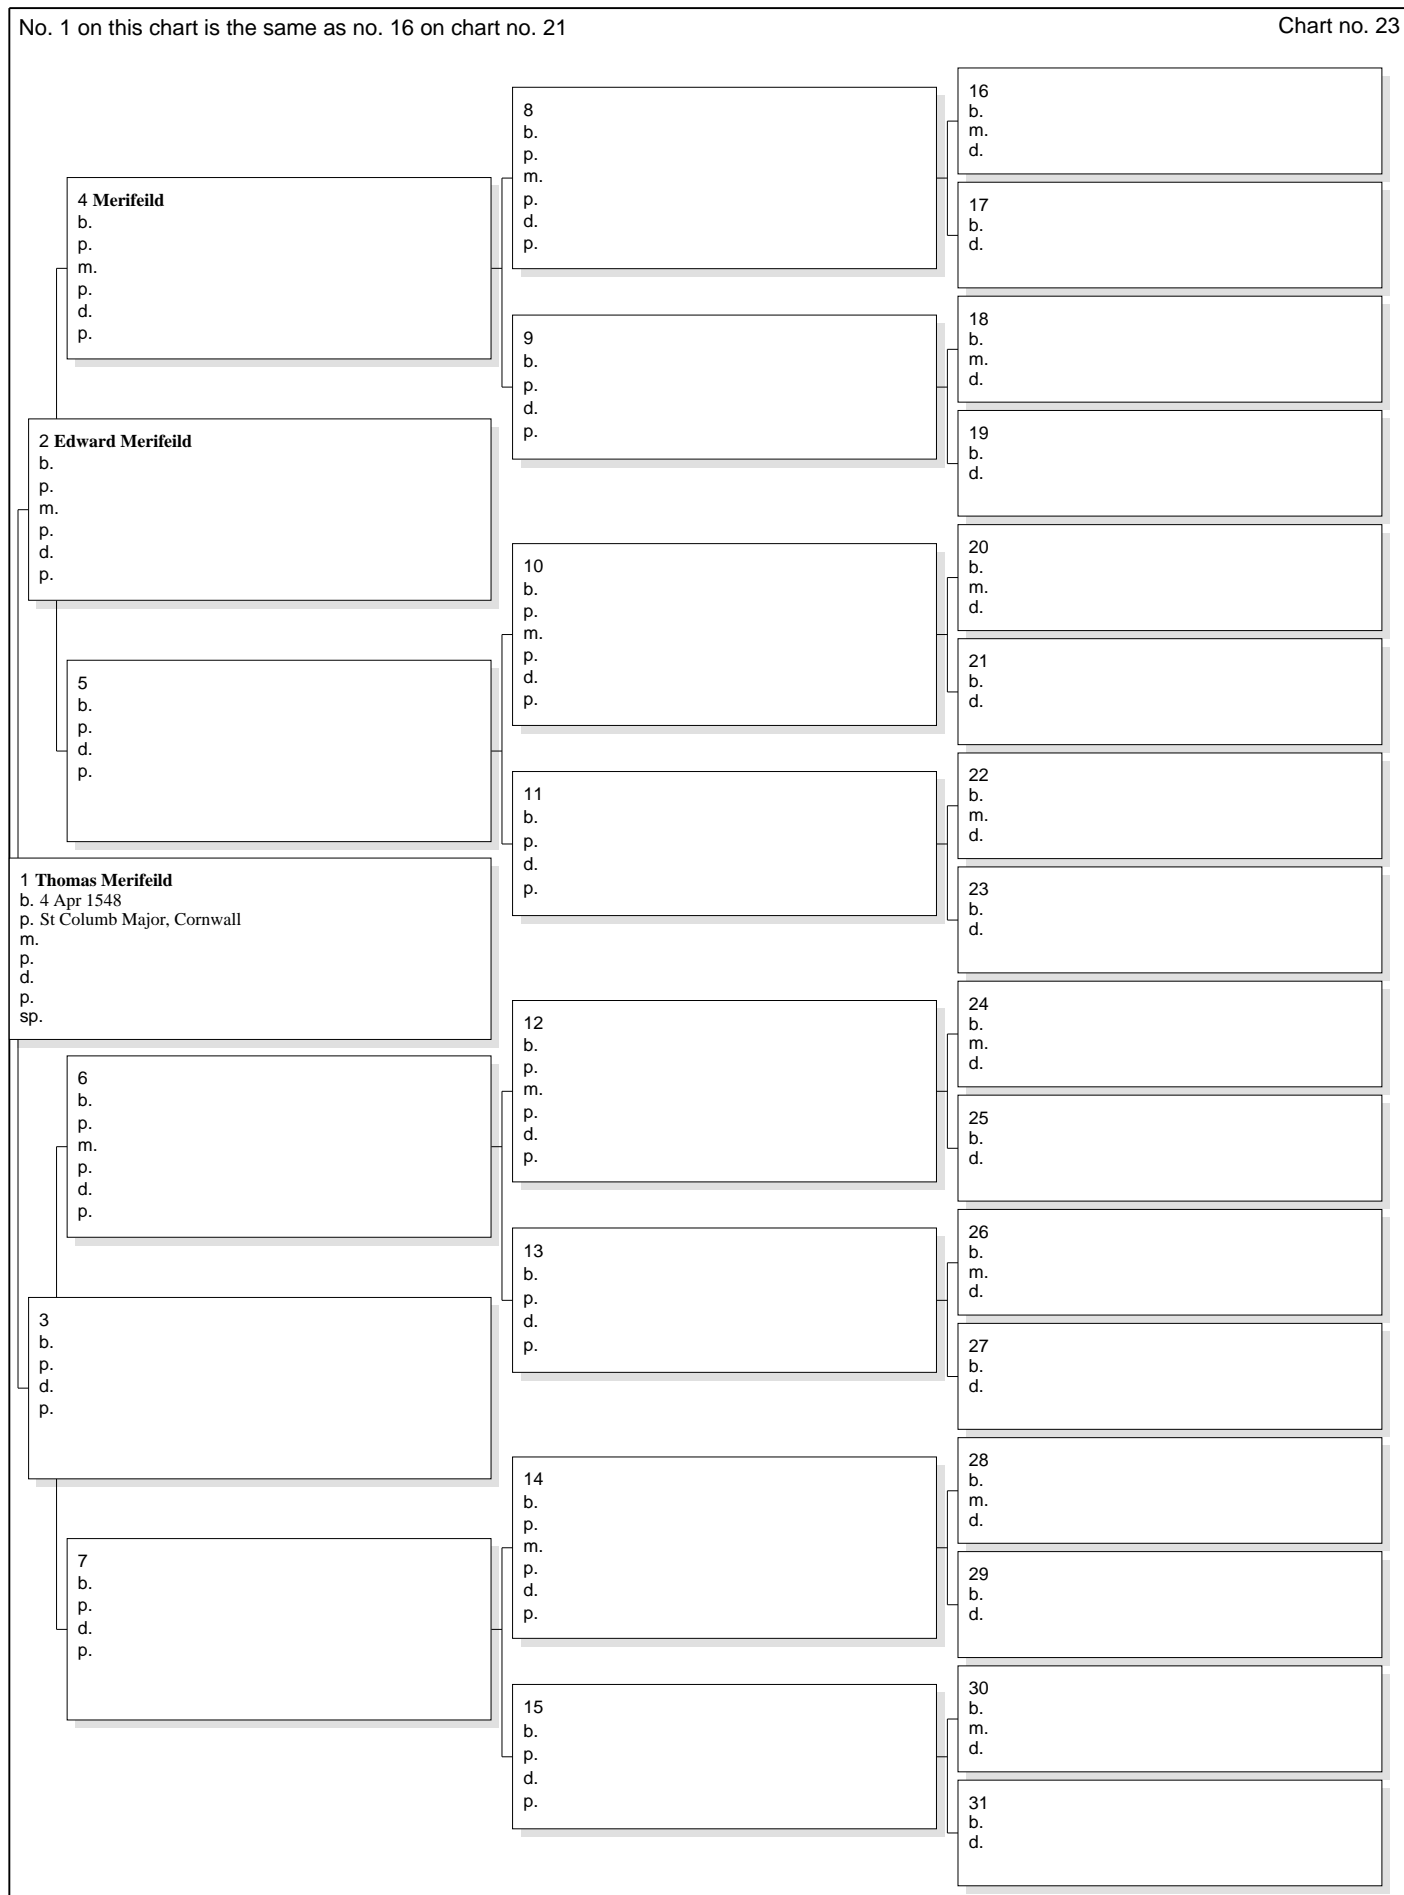 No. 1 on this chart is the same as no. 16 on chart no. 21
Chart no. 23
4 Merifeild
b.
p.
m.
p.
d.
p.
2 Edward Merifeild
b.
p.
m.
p.
d.
p.
5
b.
p.
d.
p.
1 Thomas Merifeild
b. 4 Apr 1548
p. St Columb Major, Cornwall
m.
p.
d.
p.
sp.
6
b.
p.
m.
p.
d.
p.
3
b.
p.
d.
p.
7
b.
p.
d.
p.
8
b.
p.
m.
p.
d.
p.
9
b.
p.
d.
p.
10
b.
p.
m.
p.
d.
p.
11
b.
p.
d.
p.
12
b.
p.
m.
p.
d.
p.
13
b.
p.
d.
p.
14
b.
p.
m.
p.
d.
p.
15
b.
p.
d.
p.
16
b.
m.
d.
17
b.
d.
18
b.
m.
d.
19
b.
d.
20
b.
m.
d.
21
b.
d.
22
b.
m.
d.
23
b.
d.
24
b.
m.
d.
25
b.
d.
26
b.
m.
d.
27
b.
d.
28
b.
m.
d.
29
b.
d.
30
b.
m.
d.
31
b.
d.